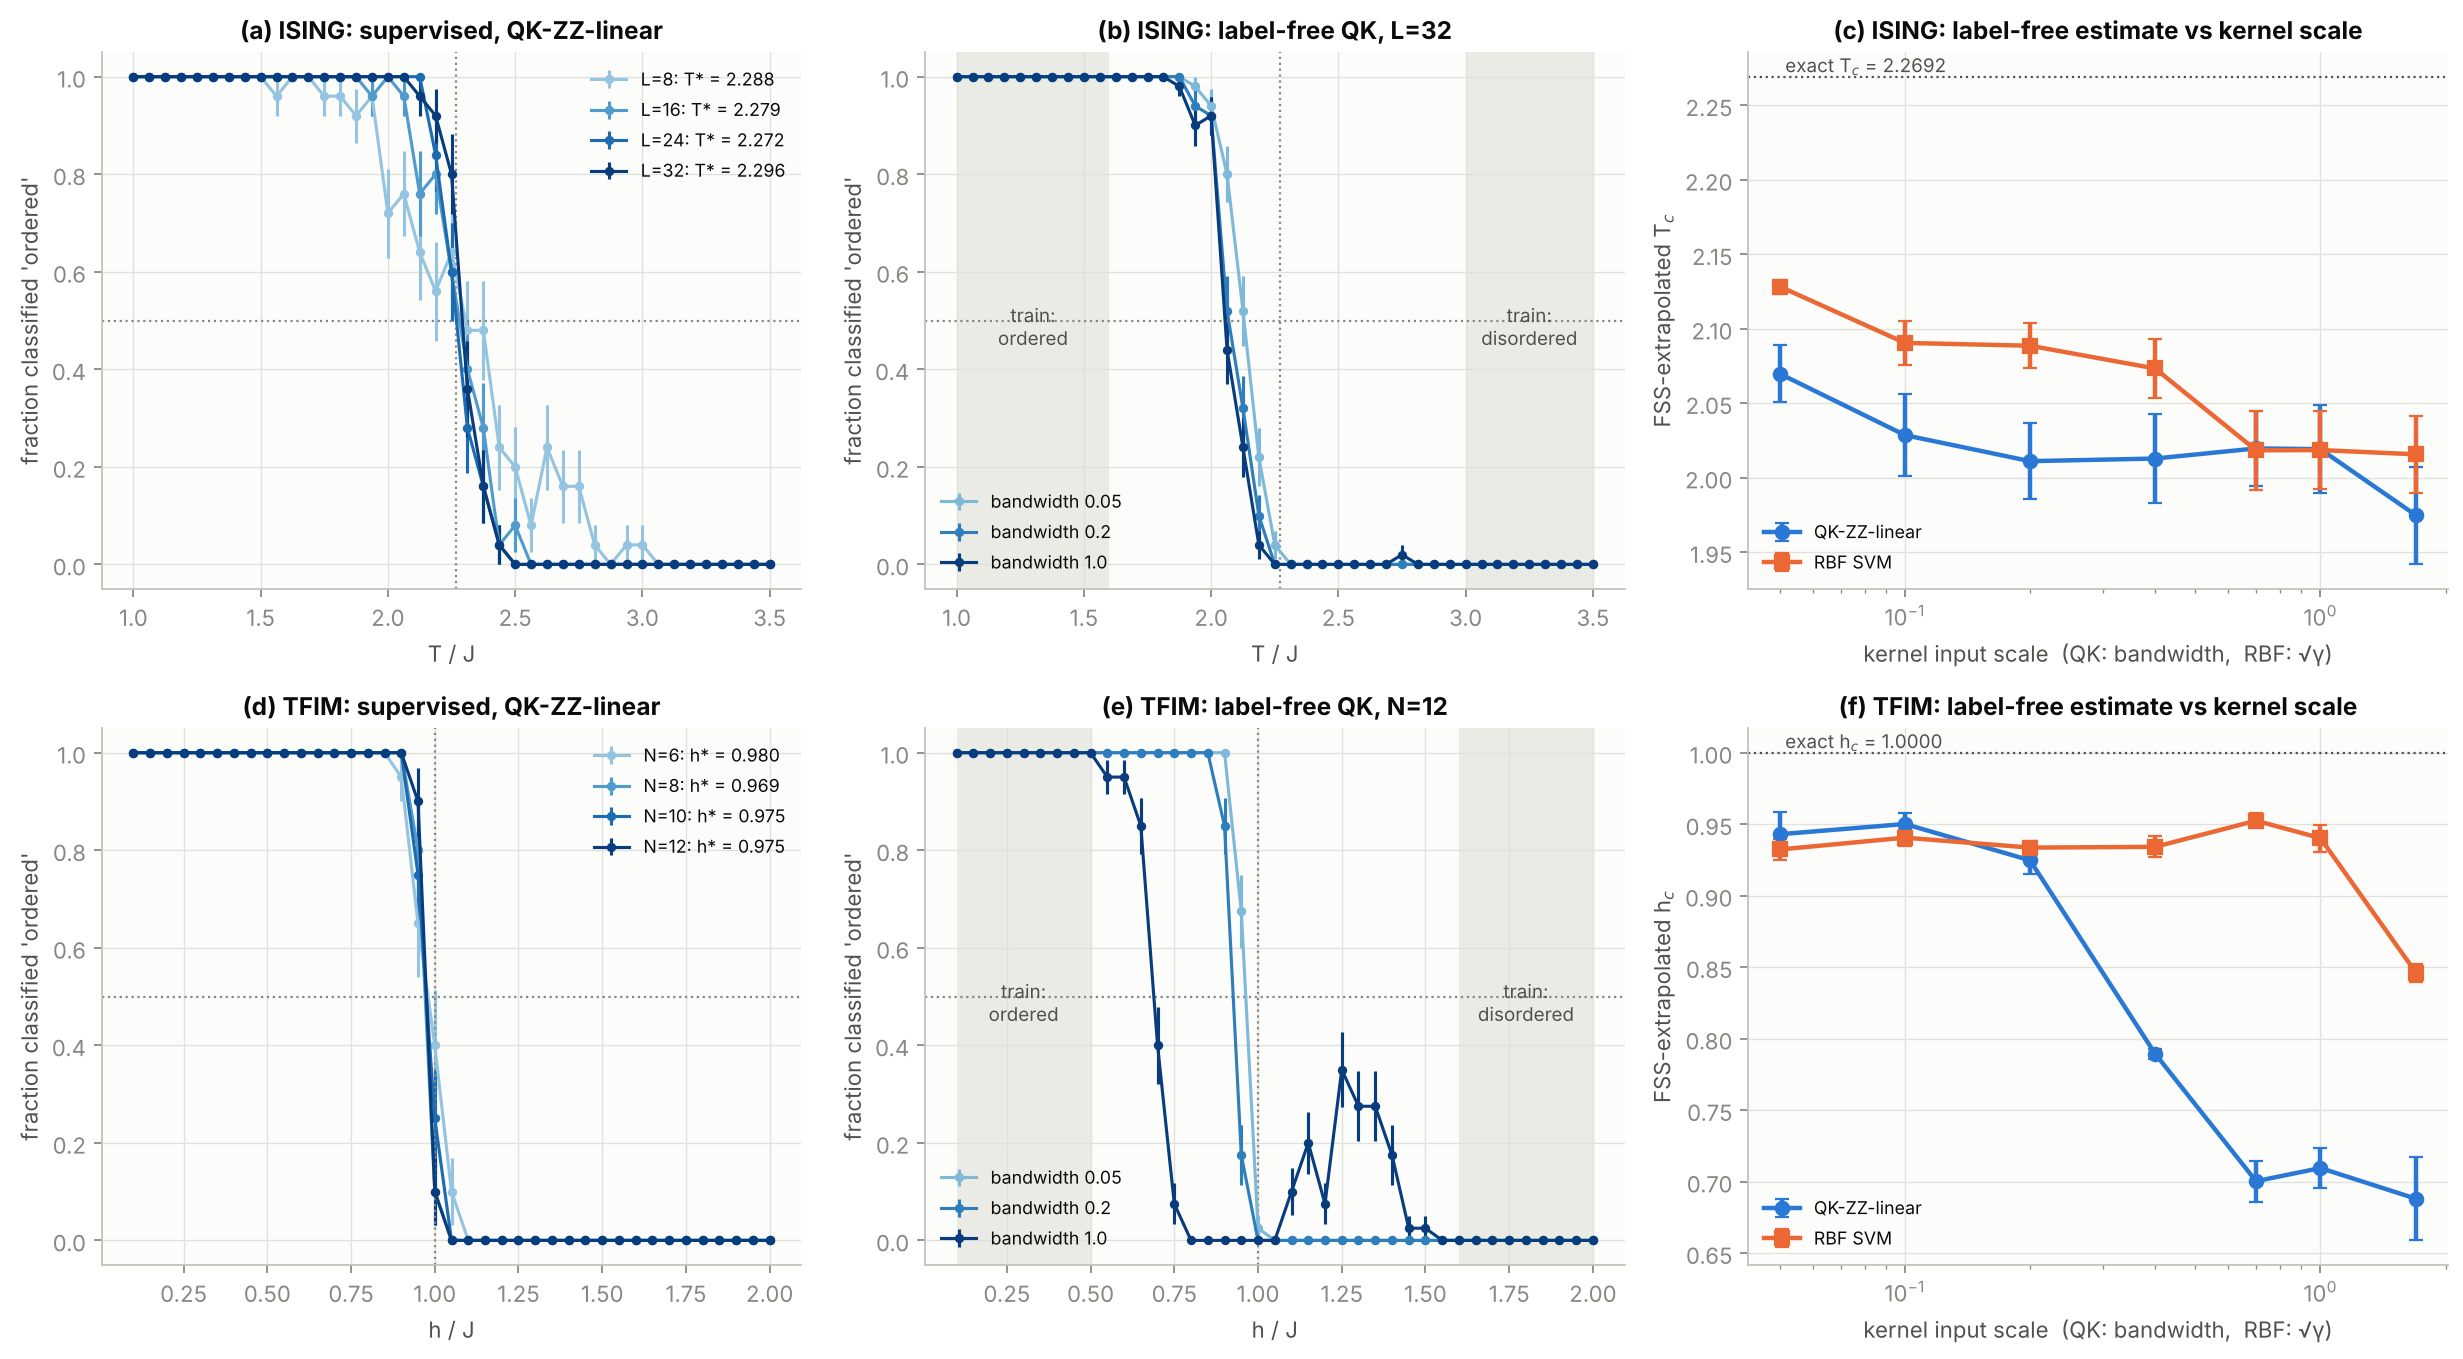 (a) ISING: supervised, QK-ZZ-linear
fraction classified 'ordered'
1.0
0.8
0.6
0.4
0.2
0.0
L=8: T* = 2.288
L=16: T* = 2.279
L=24: T* = 2.272
L=32: T* = 2.296
1.0 1.5 2.0 2.5 3.0 3.5
T / J
(b) ISING: label-free QK, L=32
fraction classified 'ordered'
1.0
0.8
0.6
0.4
0.2
0.0
train:
ordered
train:
disordered
bandwidth 0.05
bandwidth 0.2
bandwidth 1.0
1.0 1.5 2.0 2.5 3.0 3.5
T / J
(c) ISING: label-free estimate vs kernel scale
exact T_c = 2.2692
FSS-extrapolated T_c
2.25
2.20
2.15
2.10
2.05
2.00
1.95
QK-ZZ-linear
RBF SVM
10⁻¹ 10⁰
kernel input scale (QK: bandwidth, RBF: √γ)
(d) TFIM: supervised, QK-ZZ-linear
fraction classified 'ordered'
1.0
0.8
0.6
0.4
0.2
0.0
N=6: h* = 0.980
N=8: h* = 0.969
N=10: h* = 0.975
N=12: h* = 0.975
0.25 0.50 0.75 1.00 1.25 1.50 1.75 2.00
h / J
(e) TFIM: label-free QK, N=12
fraction classified 'ordered'
1.0
0.8
0.6
0.4
0.2
0.0
train:
ordered
train:
disordered
bandwidth 0.05
bandwidth 0.2
bandwidth 1.0
0.25 0.50 0.75 1.00 1.25 1.50 1.75 2.00
h / J
(f) TFIM: label-free estimate vs kernel scale
exact h_c = 1.0000
FSS-extrapolated h_c
1.00
0.95
0.90
0.85
0.80
0.75
0.70
0.65
QK-ZZ-linear
RBF SVM
10⁻¹ 10⁰
kernel input scale (QK: bandwidth, RBF: √γ)